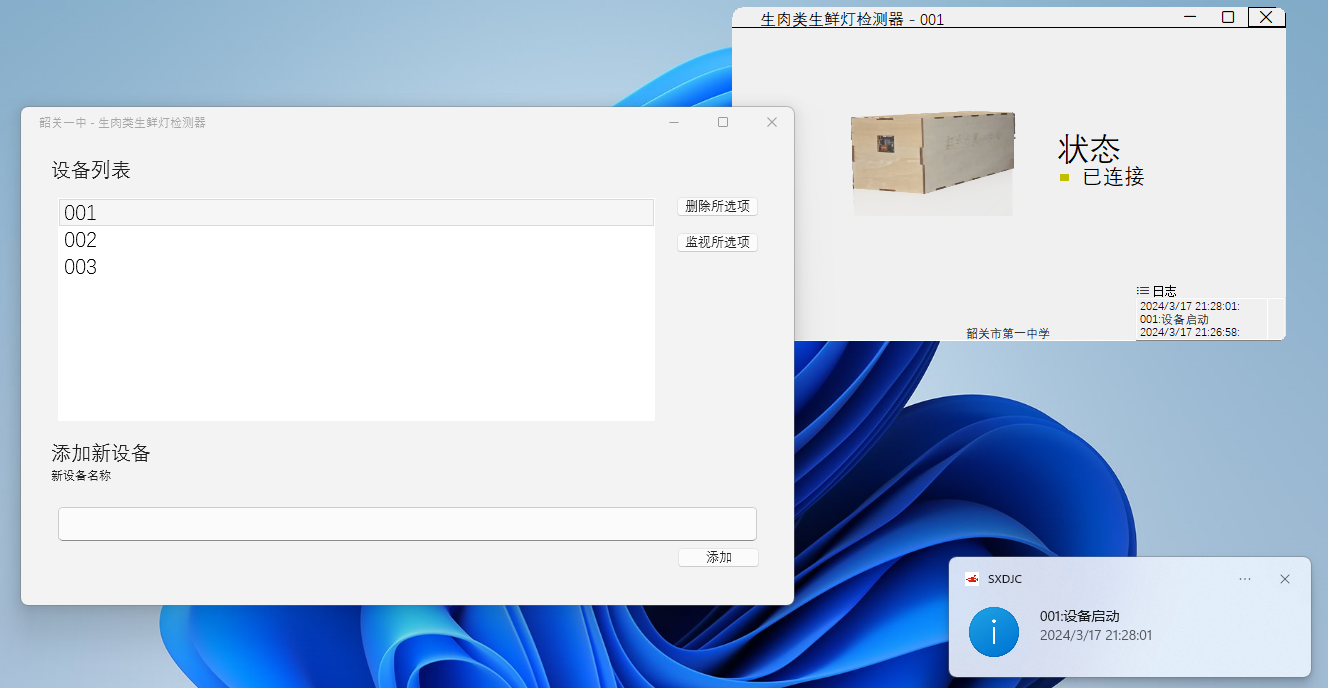 生肉类生鲜灯检测器 - 001
状态
已连接
日志
2024/3/17 21:28:01:
001:设备启动
2024/3/17 21:26:58:
韶关市第一中学
韶关一中 - 生肉类生鲜灯检测器
设备列表
001
002
003
删除所选项
监视所选项
添加新设备
新设备名称
添加
SXDJC
001:设备启动
2024/3/17 21:28:01